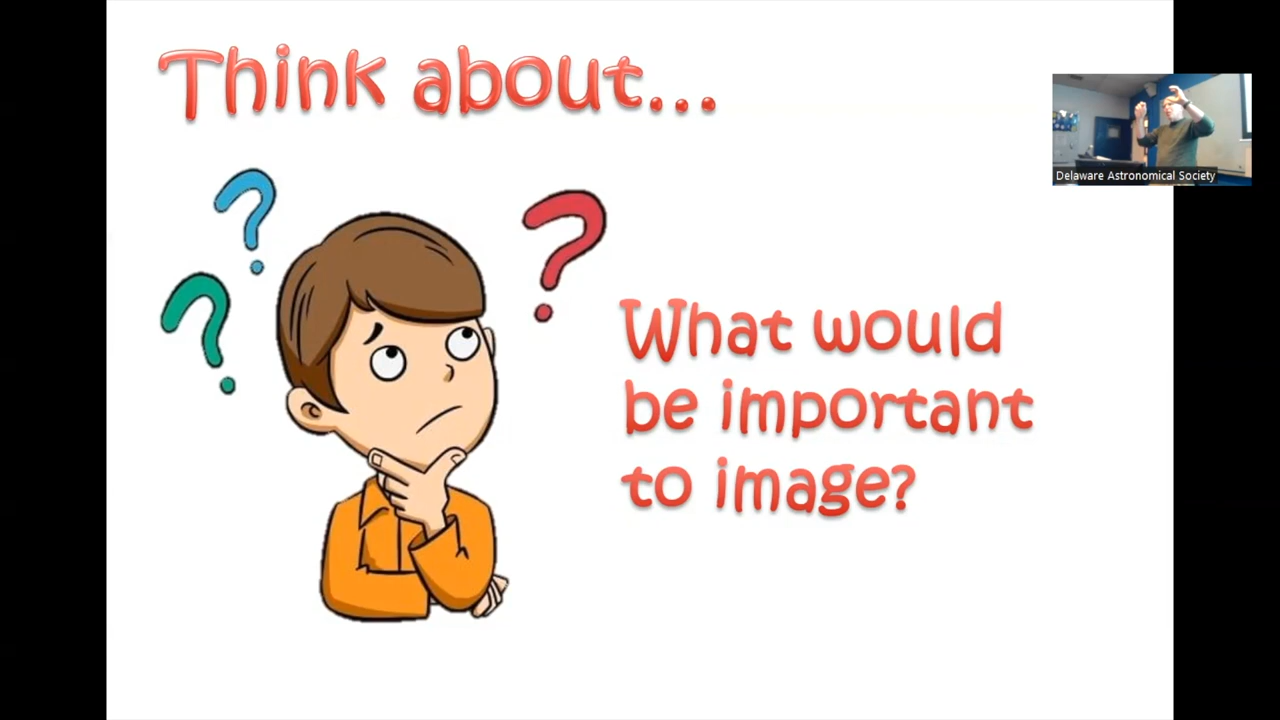 Think about...
?
?
?
What would
be important
to image?
Delaware Astronomical Society